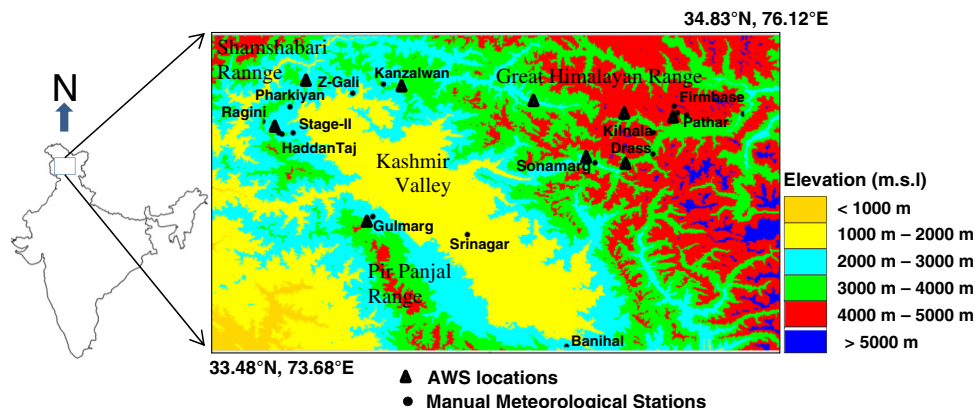 34.83°N, 76.12°E
Shamshabari
Rannge
Z-Gali
Kanzalwan
Great Himalayan Range
Pharkiyan
Firmbase
Ragini
Stage-II
Kilnala
Pathar
HaddanTaj
Drass
Kashmir
Valley
Sonamarg
Gulmarg
Srinagar
Pir Panjal
Range
Banihal
33.48°N, 73.68°E
N
Elevation (m.s.l)
< 1000 m
1000 m – 2000 m
2000 m – 3000 m
3000 m – 4000 m
4000 m – 5000 m
> 5000 m
AWS locations
Manual Meteorological Stations